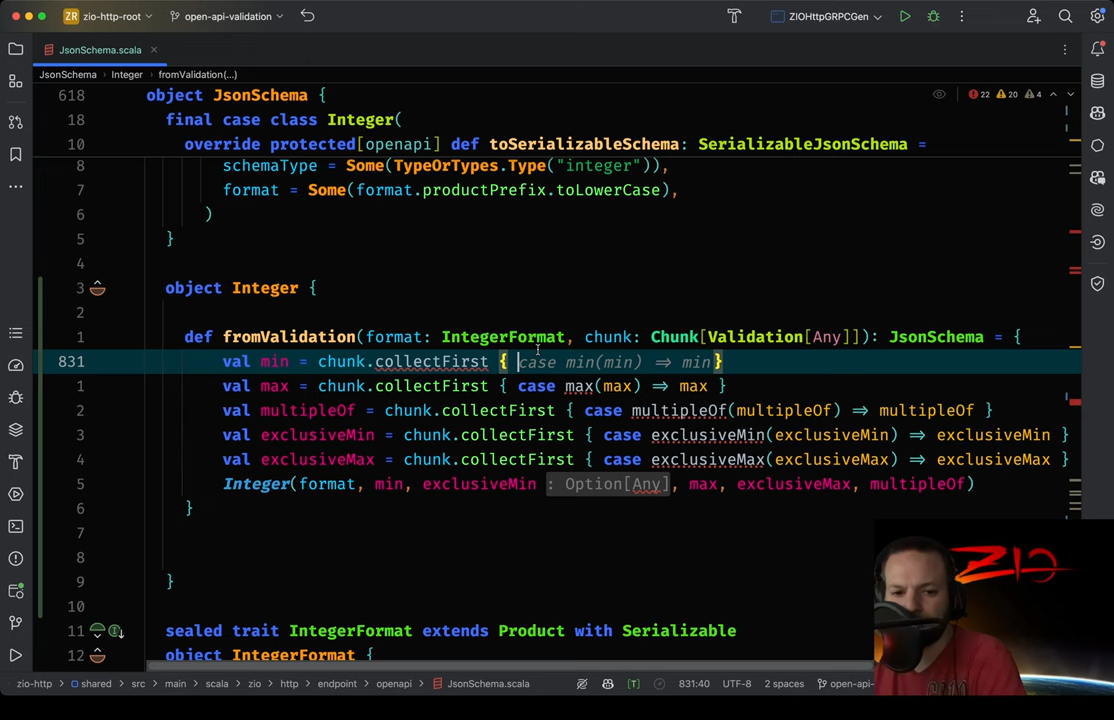 ZR zio-http-root open-api-validation ZIOHttpGRPCGen
JsonSchema.scala
JsonSchema Integer fromValidation(...)
618 object JsonSchema { 22 20 4
18 final case class Integer(
10 override protected[openapi] def toSerializableSchema: SerializableJsonSchema =
8 schemaType = Some(TypeOrTypes.Type("integer")),
7 format = Some(format.productPrefix.toLowerCase),
6 )
5 }
4
3 object Integer {
2
1 def fromValidation(format: IntegerFormat, chunk: Chunk[Validation[Any]]): JsonSchema = {
831 val min = chunk.collectFirst { case min(min) ⇒ min}
1 val max = chunk.collectFirst { case max(max) ⇒ max }
2 val multipleOf = chunk.collectFirst { case multipleOf(multipleOf) ⇒ multipleOf }
3 val exclusiveMin = chunk.collectFirst { case exclusiveMin(exclusiveMin) ⇒ exclusiveMin }
4 val exclusiveMax = chunk.collectFirst { case exclusiveMax(exclusiveMax) ⇒ exclusiveMax }
5 Integer(format, min, exclusiveMin : Option[Any], max, exclusiveMax, multipleOf)
6 }
7
8
9 }
10
11 sealed trait IntegerFormat extends Product with Serializable
12 object IntegerFormat {
ZIO
zio-http shared src main scala zio http endpoint openapi JsonSchema.scala 831:40 UTF-8 2 spaces open-api-